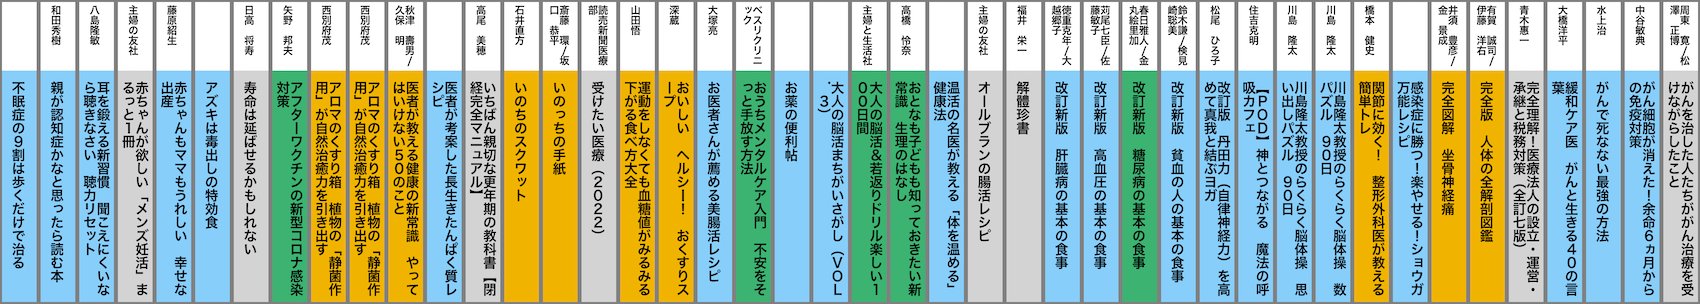 周東 寛/松
澤 正博
がんを治した人たちががん治療を受
けながらしたこと
中谷敏典
がん細胞が消えた!余命6ヵ月から
の免疫対策
水上治
がんで死なない最強の方法
大橋洋平
緩和ケア医 がんと生きる40の言
葉
青木惠一
完全理解!医療法人の設立・運営・
承継と税務対策(全訂七版)
有賀 誠司/
伊藤 洋右
完全版 人体の全解剖図鑑
井須 豊彦/
金 景成
完全図解 坐骨神経痛
感染症に勝つ!楽やせる!ショウガ
万能レシピ
橋本 健史
関節に効く! 整形外科医が教える
簡単トレ
川島 隆太
川島隆太教授のらくらく脳体操 数
パズル 90日
川島 隆太
川島隆太教授のらくらく脳体操 思
い出しパズル 90日
住吉克明
【POD】神とつながる 魔法の呼
吸カフェ
松尾 ひろ子
改訂版 丹田力(自律神経力)を高
めて真我と結ぶヨガ
鈴木謙/検見
崎聡美
改訂新版 貧血の人の基本の食事
春日雅人/金
丸絵里加
改訂新版 糖尿病の基本の食事
苅尾七臣/佐
藤敏子
改訂新版 高血圧の基本の食事
徳重克年/大
越郷子
改訂新版 肝臓病の基本の食事
福井 栄一
解體珍書
主婦の友社
オールブランの腸活レシピ
温活の名医が教える「体を温める」
健康法
高橋 怜奈
おとなも子どもも知っておきたい新
常識 生理のはなし
主婦と生活社
大人の脳活&若返りドリル楽しい1
00日間
大人の脳活まちがいさがし(VOL
.3)
お薬の便利帖
ベスリクリニ
ック
おうちメンタルケア入門 不安をそ
っと手放す方法
大塚亮
お医者さんが薦める美腸活レシピ
深蔵
おいしい ヘルシー! おくすりス
ープ
山田悟
運動をしなくても血糖値がみるみる
下がる食べ方大全
読売新聞医療
部
受けたい医療(2022)
斎藤 環/坂
口 恭平
いのっちの手紙
石井直方
いのちのスクワット
高尾 美穂
いちばん親切な更年期の教科書【閉
経完全マニュアル】
医者が考案した長生きたんぱく質レ
シピ
秋津 壽男/
久保 明
医者が教える健康の新常識 やって
はいけない50のこと
西別府茂
アロマのくすり箱 植物の「静菌作
用」が自然治癒力を引き出す
西別府茂
アロマのくすり箱 植物の「静菌作
用」が自然治癒力を引き出す
矢野 邦夫
アフターワクチンの新型コロナ感染
対策
日高 将寿
寿命は延ばせるかもしれない
アズキは毒出しの特効食
藤原紹生
赤ちゃんもママもうれしい 幸せな
出産
主婦の友社
赤ちゃんが欲しい「メンズ妊活」ま
るっと1冊
八島隆敏
耳を鍛える新習慣 聞こえにくいな
ら聴きなさい 聴力リセット
和田秀樹
親が認知症かなと思ったら読む本
不眠症の9割は歩くだけで治る